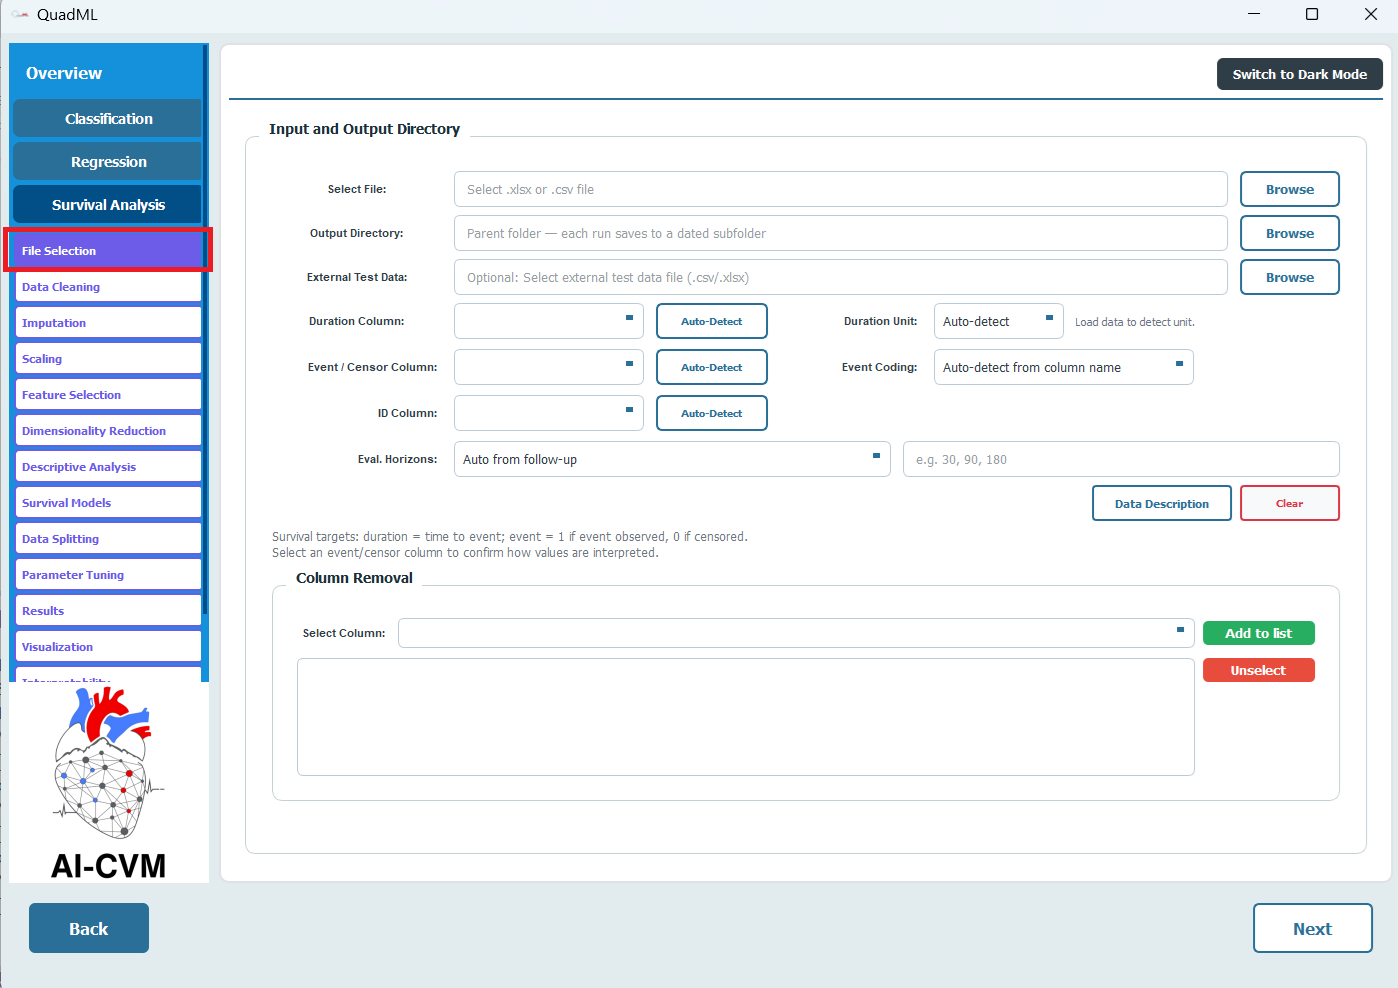 QuadML
Overview
Classification
Regression
Survival Analysis
File Selection
Data Cleaning
Imputation
Scaling
Feature Selection
Dimensionality Reduction
Descriptive Analysis
Survival Models
Data Splitting
Parameter Tuning
Results
Visualization
Interpretability
AI-CVM
Back
Switch to Dark Mode
Input and Output Directory
Select File: Select .xlsx or .csv file Browse
Output Directory: Parent folder — each run saves to a dated subfolder Browse
External Test Data: Optional: Select external test data file (.csv/.xlsx) Browse
Duration Column: Auto-Detect Duration Unit: Auto-detect Load data to detect unit.
Event / Censor Column: Auto-Detect Event Coding: Auto-detect from column name
ID Column: Auto-Detect
Eval. Horizons: Auto from follow-up e.g. 30, 90, 180
Data Description Clear
Survival targets: duration = time to event; event = 1 if event observed, 0 if censored.
Select an event/censor column to confirm how values are interpreted.
Column Removal
Select Column: Add to list
Unselect
Next